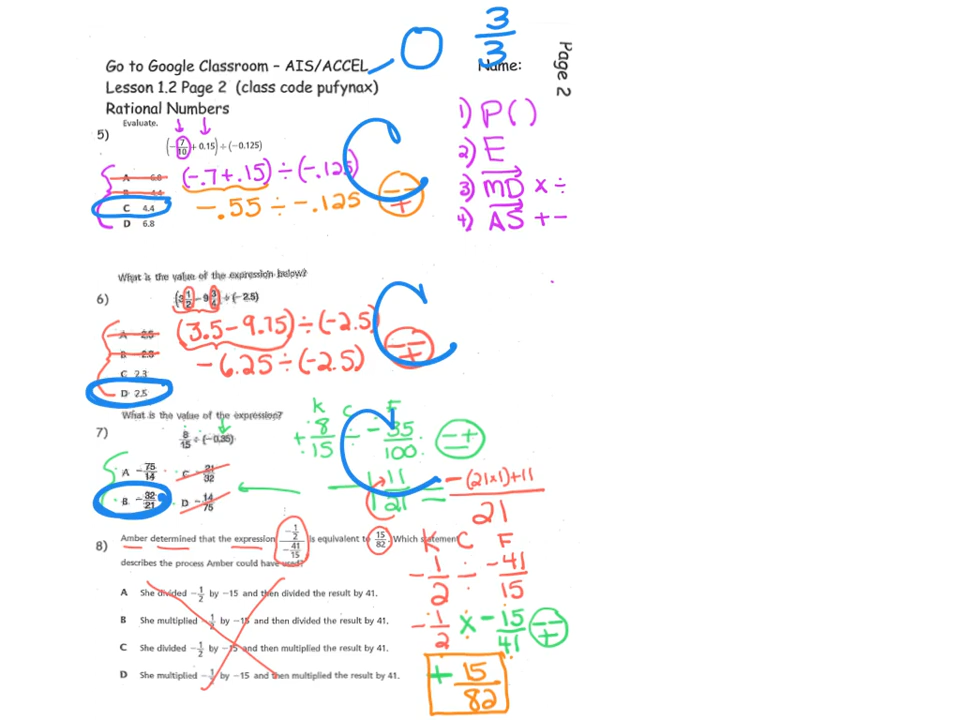 0 3/3
Page 2
Go to Google Classroom – AIS/ACCEL
Name:
Lesson 1.2 Page 2 (class code pufynax)
Rational Numbers
Evaluate.
5) (-7/10 + 0.15) ÷ (-0.125)
(-.7+.15) ÷ (-.125)
-.55 ÷ -.125
A 6.8
B 4.4
C 4.4
D 6.8
1) P ( )
2) E
3) MD x ÷
4) AS + -
What is the value of the expression below?
6) (3 1/2 - 9 3/4) ÷ (-2.5)
(3.5-9.75) ÷ (-2.5)
-6.25 ÷ (-2.5)
A 2.5
B 2.3
C 2.3
D 2.5
What is the value of the expression?
7) 8/15 ÷ (-0.35)
K C F
+8/15 ÷ -35/100
A -75/14
C -21/32
B -32/21
D -14/75
-1 11/21 = -(21x1)+11/21
8) Amber determined that the expression -1/2 / -41/15 is equivalent to 15/82. Which statement
describes the process Amber could have used?
A She divided -1/2 by -15 and then divided the result by 41.
B She multiplied -1/2 by -15 and then divided the result by 41.
C She divided -1/2 by -15 and then multiplied the result by 41.
D She multiplied -1/2 by -15 and then multiplied the result by 41.
K C F
-1/2 ÷ -41/15
-1/2 x -15/41
+ 15/82